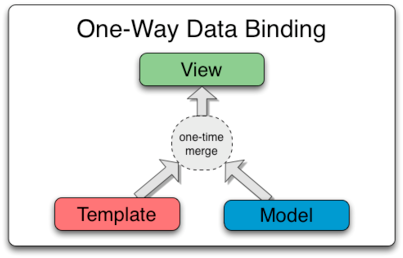 One-Way Data Binding
View
one-time
merge
Template
Model